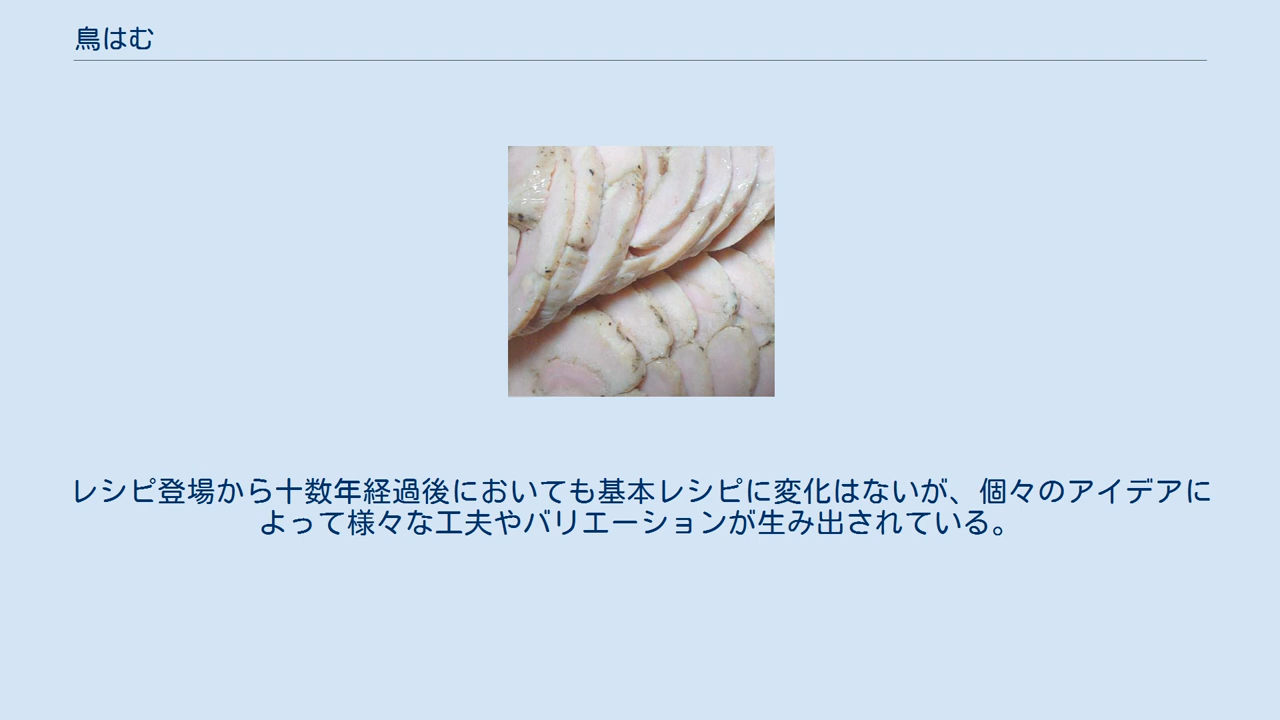 鳥はむ
レシピ登場から十数年経過後においても基本レシピに変化はないが、個々のアイデアに
よって様々な工夫やバリエーションが生み出されている。